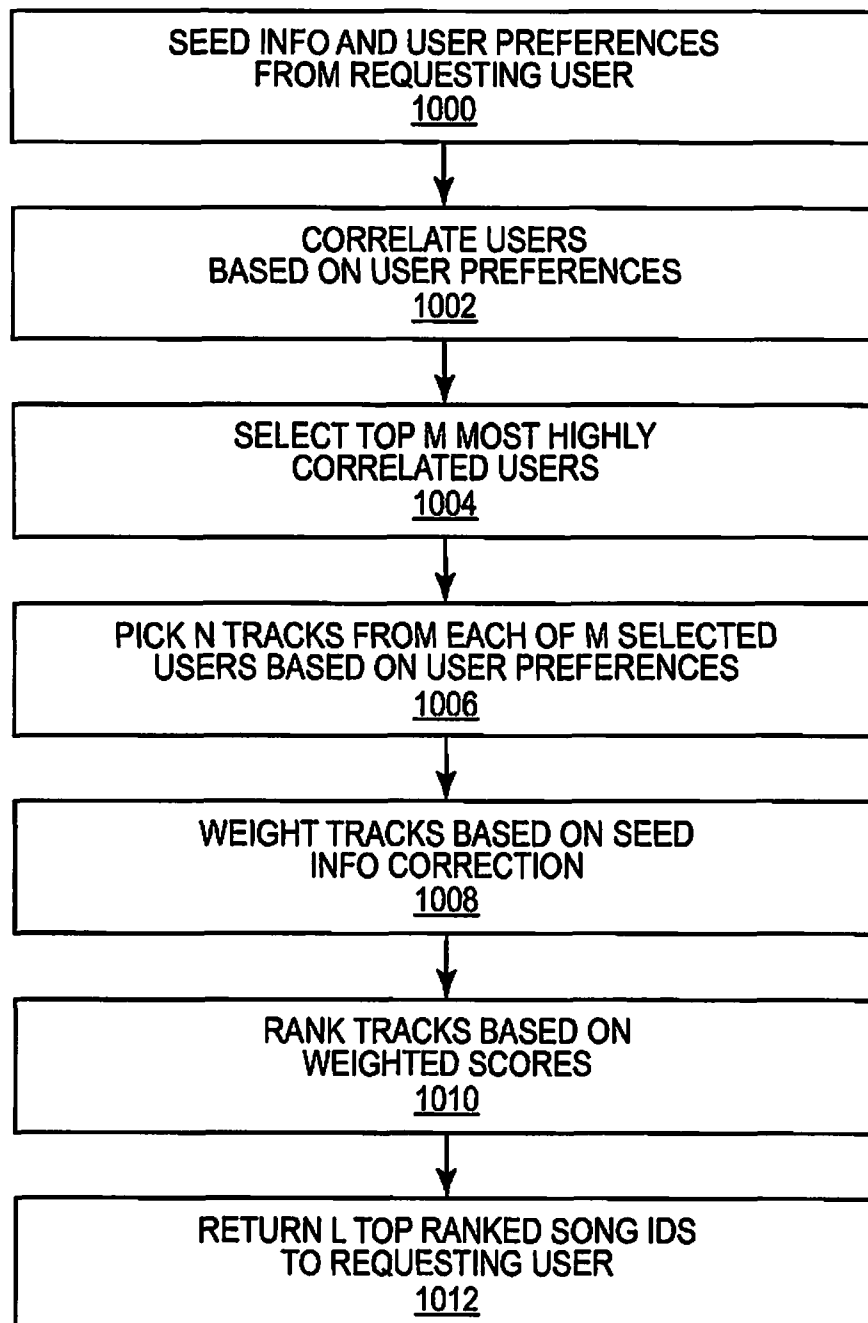 SEED INFO AND USER PREFERENCES
FROM REQUESTING USER
1000
CORRELATE USERS
BASED ON USER PREFERENCES
1002
SELECT TOP M MOST HIGHLY
CORRELATED USERS
1004
PICK N TRACKS FROM EACH OF M SELECTED
USERS BASED ON USER PREFERENCES
1006
WEIGHT TRACKS BASED ON SEED
INFO CORRECTION
1008
RANK TRACKS BASED ON
WEIGHTED SCORES
1010
RETURN L TOP RANKED SONG IDS
TO REQUESTING USER
1012